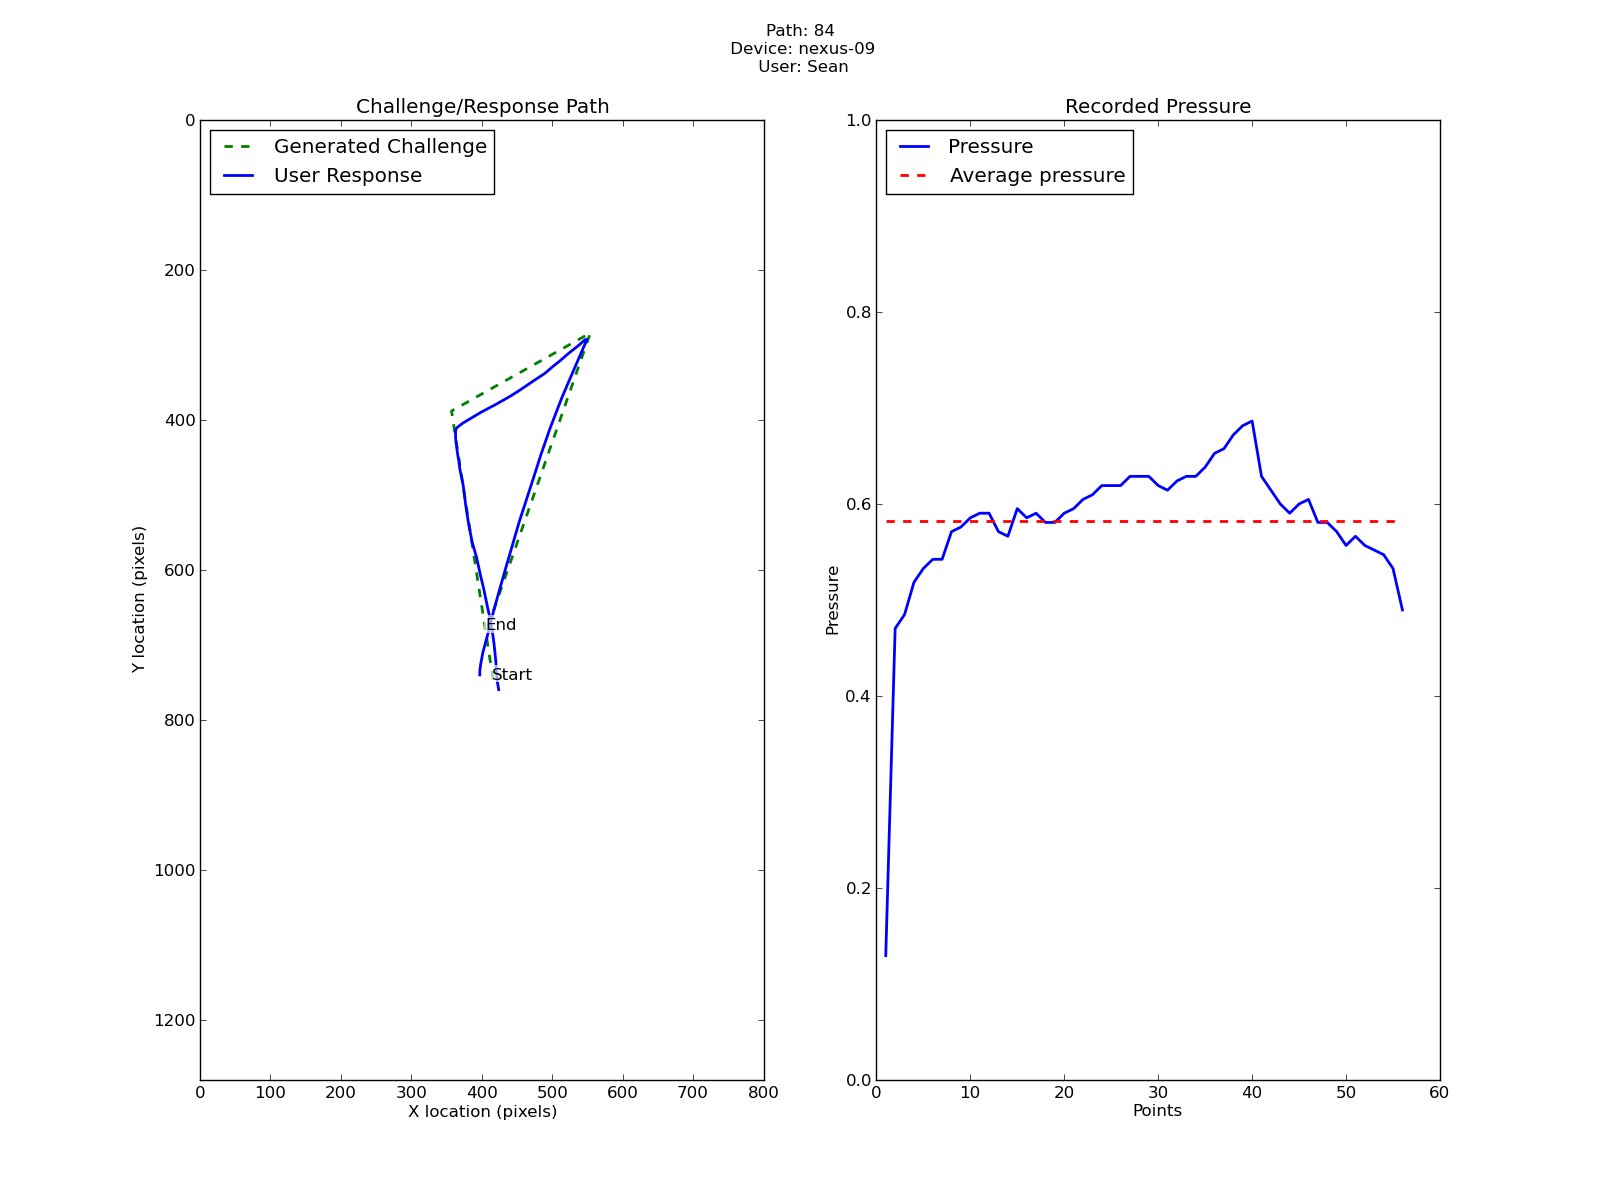 Path: 84
Device: nexus-09
User: Sean
Challenge/Response Path
Generated Challenge
User Response
0
200
400
600
800
1000
1200
Y location (pixels)
End
Start
0 100 200 300 400 500 600 700 800
X location (pixels)
Recorded Pressure
Pressure
Average pressure
1.0
0.8
0.6
0.4
0.2
0.0
Pressure
0 10 20 30 40 50 60
Points